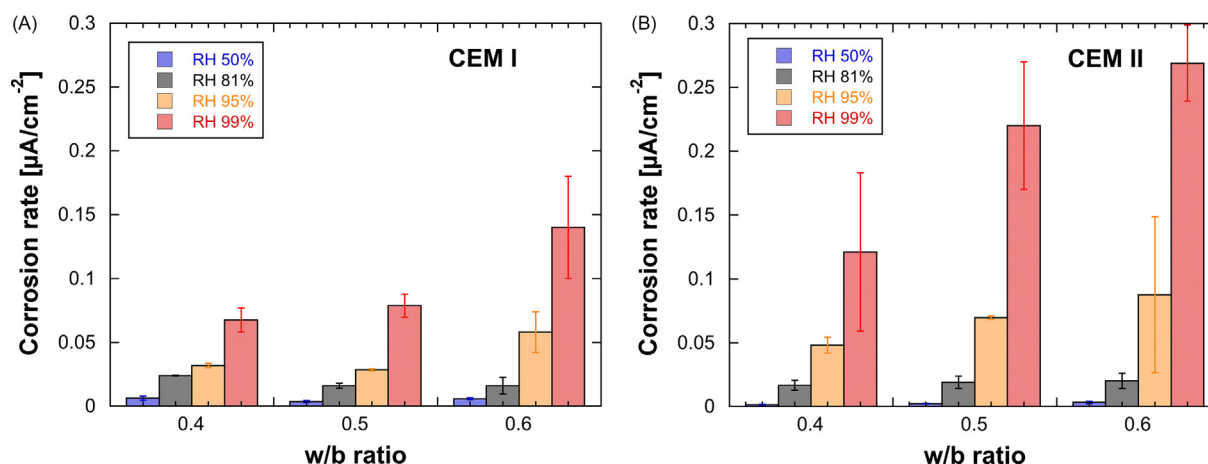 (A)
CEM I
RH 50%
RH 81%
RH 95%
RH 99%
Corrosion rate [µA/cm⁻²]
0.3
0.25
0.2
0.15
0.1
0.05
0
0.4
0.5
0.6
w/b ratio
(B)
CEM II
RH 50%
RH 81%
RH 95%
RH 99%
Corrosion rate [µA/cm⁻²]
0.3
0.25
0.2
0.15
0.1
0.05
0
0.4
0.5
0.6
w/b ratio